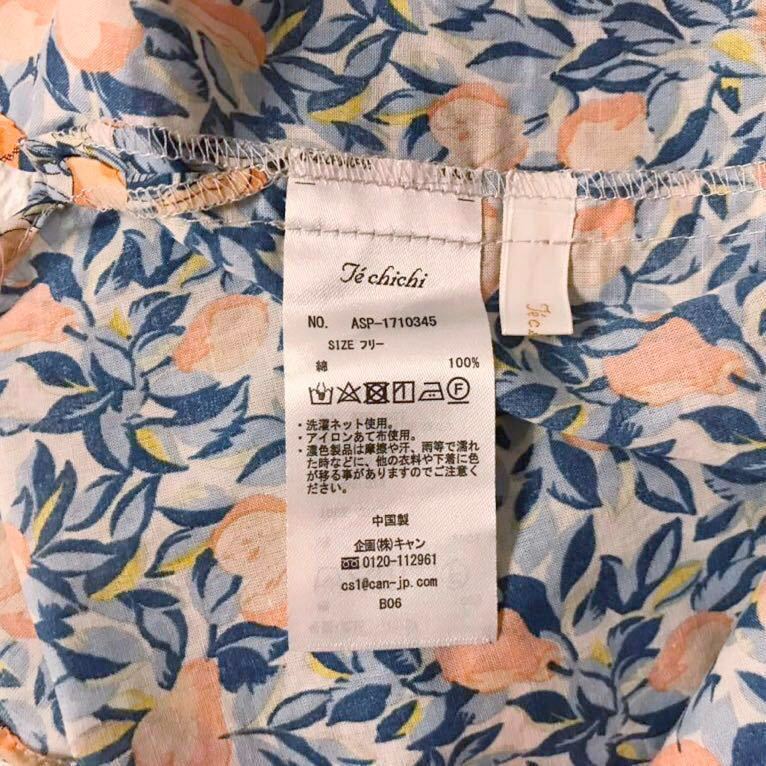 Té chichi
NO. ASP-1710345
SIZE フリー
綿 100%
・洗濯ネット使用。
・アイロンあて布使用。
・濃色製品は摩擦や汗、雨等で濡れ
た時などに、他の衣料や下着に色
が移る事がありますのでご注意く
ださい。
中国製
企画(株)キャン
0120-112961
cs1@can-jp.com
B06
Téc